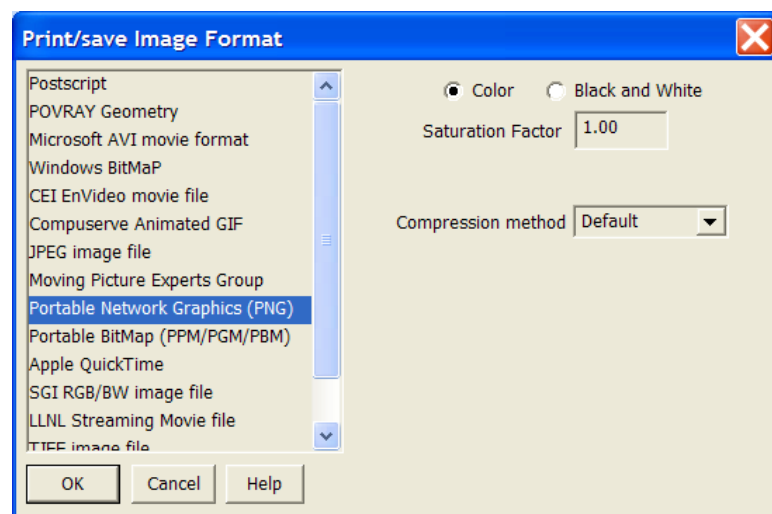 Print/save Image Format
Postscript
POVRAY Geometry
Microsoft AVI movie format
Windows BitMaP
CEI EnVideo movie file
Compuserve Animated GIF
JPEG image file
Moving Picture Experts Group
Portable Network Graphics (PNG)
Portable BitMap (PPM/PGM/PBM)
Apple QuickTime
SGI RGB/BW image file
LLNL Streaming Movie file
TIFF image file
Color Black and White
Saturation Factor 1.00
Compression method Default
OK Cancel Help